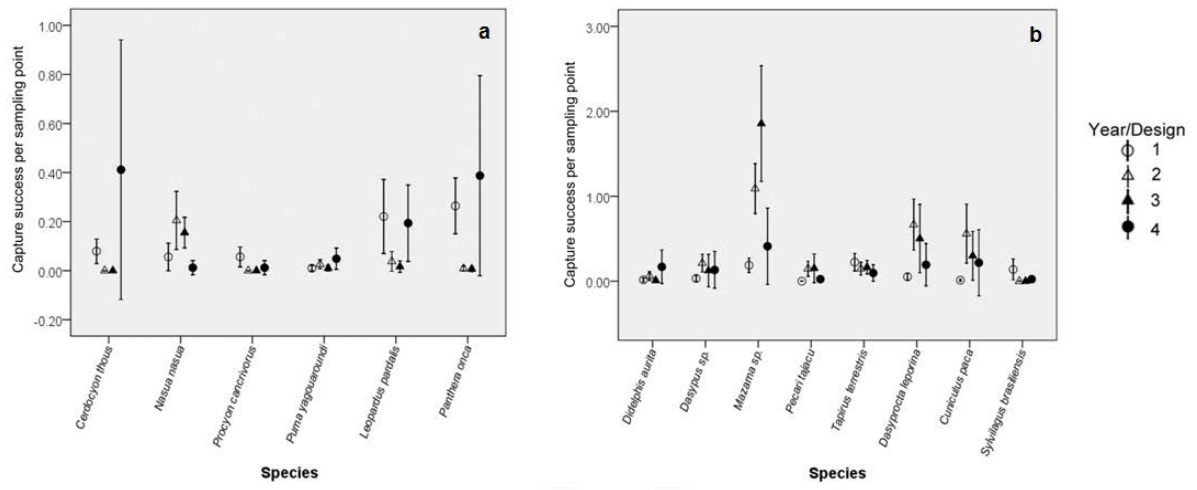 a
1.00
0.80
0.60
0.40
0.20
0.00
-0.20
Capture success per sampling point
Cerdocyon thous
Nasua nasua
Procyon cancrivorus
Puma yagouaroundi
Leopardus pardalis
Panthera onca
Species
b
3.00
2.00
1.00
0.00
Capture success per sampling point
Didelphis aurita
Dasypus sp.
Mazama sp.
Pecari tajacu
Tapirus terrestris
Dasyprocta leporina
Cuniculus paca
Sylvilagus brasiliensis
Species
Year/Design
1
2
3
4